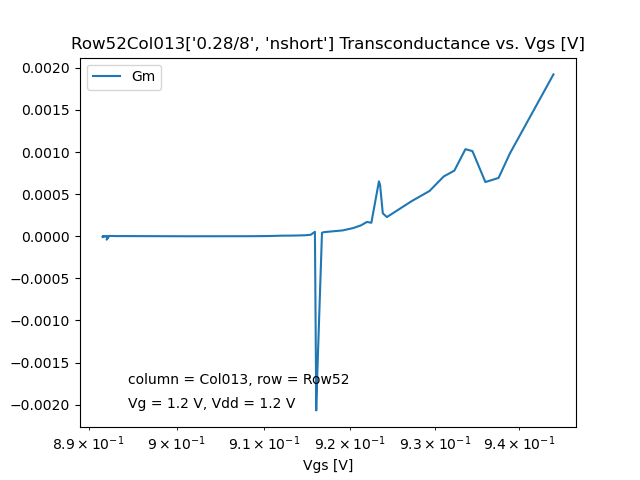 Row52Col013['0.28/8', 'nshort'] Transconductance vs. Vgs [V]
Gm
0.0020
0.0015
0.0010
0.0005
0.0000
−0.0005
−0.0010
−0.0015
−0.0020
column = Col013, row = Row52
Vg = 1.2 V, Vdd = 1.2 V
8.9 × 10⁻¹ 9 × 10⁻¹ 9.1 × 10⁻¹ 9.2 × 10⁻¹ 9.3 × 10⁻¹ 9.4 × 10⁻¹
Vgs [V]